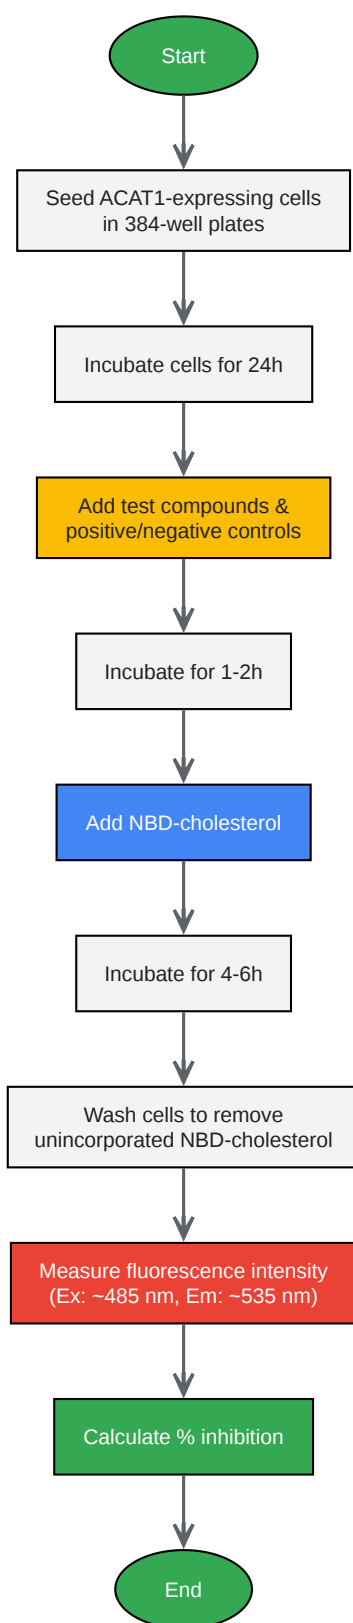 Start
Seed ACAT1-expressing cells
in 384-well plates
Incubate cells for 24h
Add test compounds &
positive/negative controls
Incubate for 1-2h
Add NBD-cholesterol
Incubate for 4-6h
Wash cells to remove
unincorporated NBD-cholesterol
Measure fluorescence intensity
(Ex: ~485 nm, Em: ~535 nm)
Calculate % inhibition
End